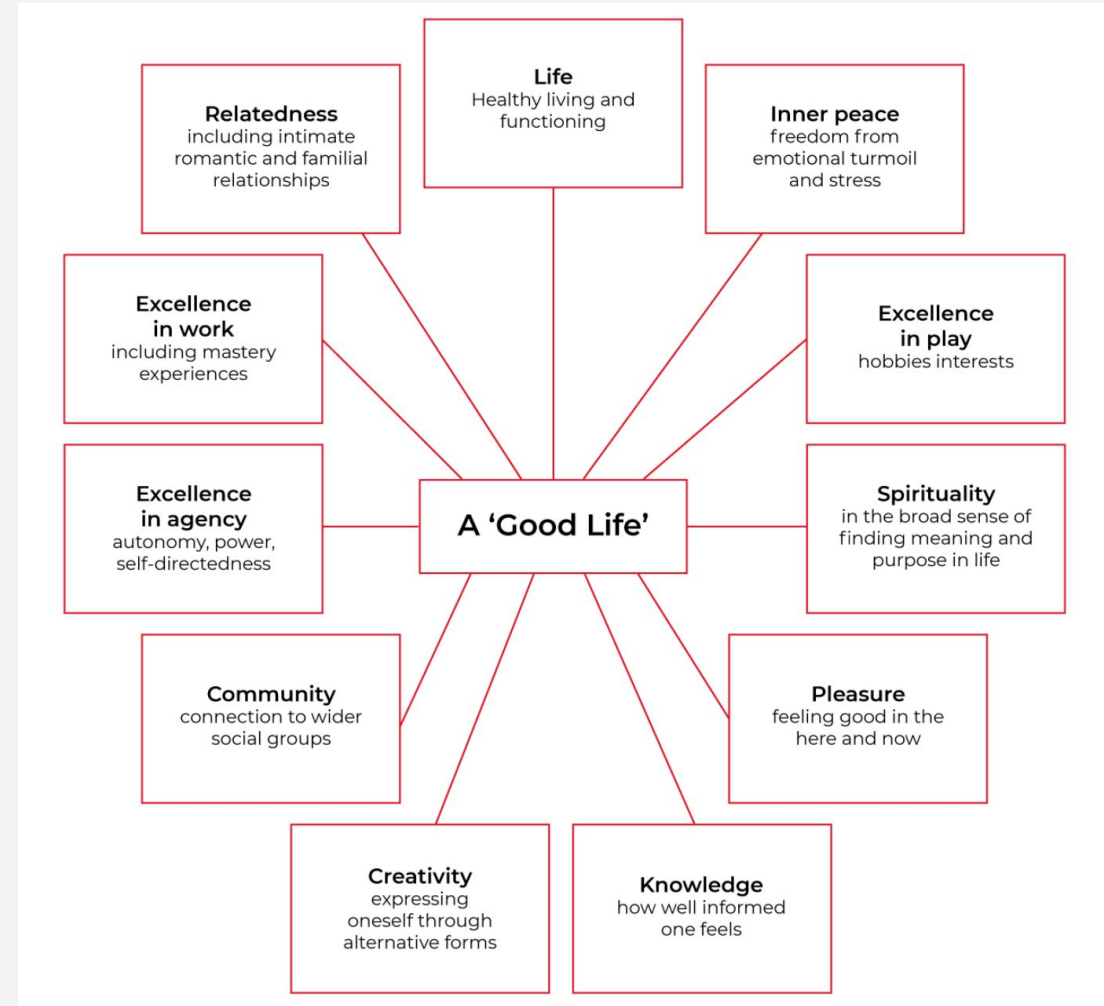 Life
Healthy living and
functioning
Relatedness
including intimate
romantic and familial
relationships
Inner peace
freedom from
emotional turmoil
and stress
Excellence
in work
including mastery
experiences
Excellence
in play
hobbies interests
Excellence
in agency
autonomy, power,
self-directedness
A ‘Good Life’
Spirituality
in the broad sense of
finding meaning and
purpose in life
Community
connection to wider
social groups
Pleasure
feeling good in the
here and now
Creativity
expressing
oneself through
alternative forms
Knowledge
how well informed
one feels